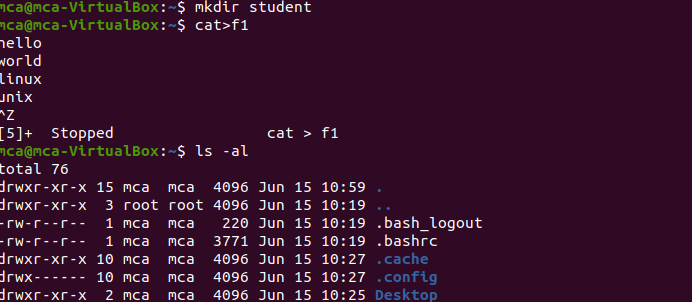 mca@mca-VirtualBox:~$ mkdir student
mca@mca-VirtualBox:~$ cat>f1
hello
world
linux
unix
^Z
[5]+  Stopped                 cat > f1
mca@mca-VirtualBox:~$ ls -al
total 76
drwxr-xr-x 15 mca  mca  4096 Jun 15 10:59 .
drwxr-xr-x  3 root root 4096 Jun 15 10:19 ..
-rw-r--r--  1 mca  mca   220 Jun 15 10:19 .bash_logout
-rw-r--r--  1 mca  mca  3771 Jun 15 10:19 .bashrc
drwxr-xr-x 10 mca  mca  4096 Jun 15 10:27 .cache
drwx------ 10 mca  mca  4096 Jun 15 10:27 .config
drwxr-xr-x  2 mca  mca  4096 Jun 15 10:25 Desktop